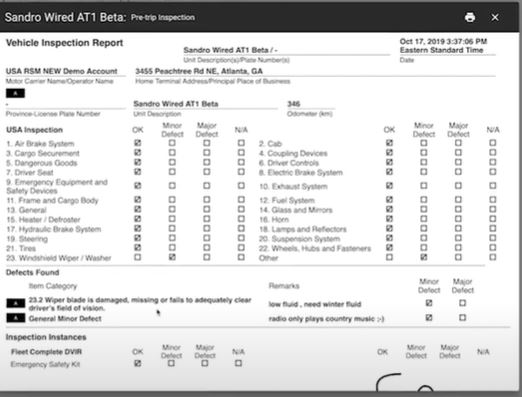 Sandro Wired AT1 Beta: Pre-trip Inspection
Vehicle Inspection Report
Oct 17, 2019 3:37:06 PM
Eastern Standard Time
Sandro Wired AT1 Beta / -
Unit Description(s)/Plate Number(s)
Date
USA RSM NEW Demo Account
3455 Peachtree Rd NE, Atlanta, GA
Motor Carrier Name/Operator Name
Home Terminal Address/Principal Place of Business
A
-
Sandro Wired AT1 Beta
346
Province-License Plate Number
Unit Description
Odometer (km)
USA Inspection OK Minor Defect Major Defect N/A OK Minor Defect Major Defect N/A
1. Air Brake System
2. Cab
3. Cargo Securement
4. Coupling Devices
5. Dangerous Goods
6. Driver Controls
7. Driver Seat
8. Electric Brake System
9. Emergency Equipment and
Safety Devices
10. Exhaust System
11. Frame and Cargo Body
12. Fuel System
13. General
14. Glass and Mirrors
15. Heater / Defroster
16. Horn
17. Hydraulic Brake System
18. Lamps and Reflectors
19. Steering
20. Suspension System
21. Tires
22. Wheels, Hubs and Fasteners
23. Windshield Wiper / Washer
Other
Defects Found
Item Category
Remarks
Minor Defect
Major Defect
A 23.2 Wiper blade is damaged, missing or fails to adequately clear
driver's field of vision.
low fluid , need winter fluid
A General Minor Defect
radio only plays country music ;-)
Inspection Instances
Fleet Complete DVIR OK Minor Defect Major Defect N/A OK Minor Defect Major Defect N/A
Emergency Safety Kit